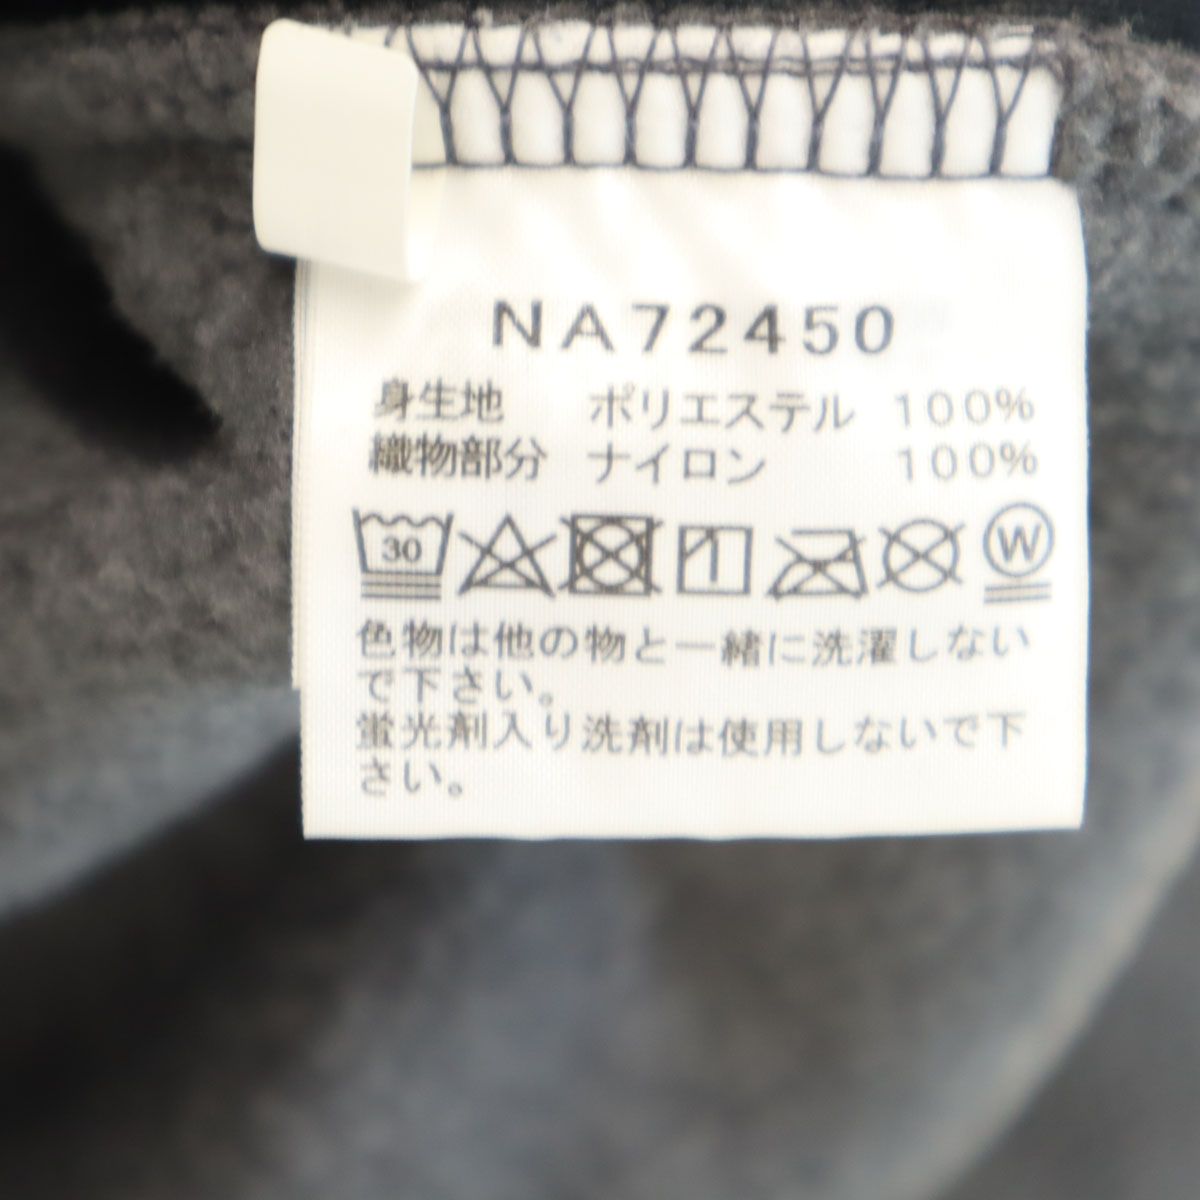 NA72450
身生地 ポリエステル 100%
織物部分 ナイロン 100%
30 W
色物は他の物と一緒に洗濯しない
で下さい。
蛍光剤入り洗剤は使用しないで下
さい。